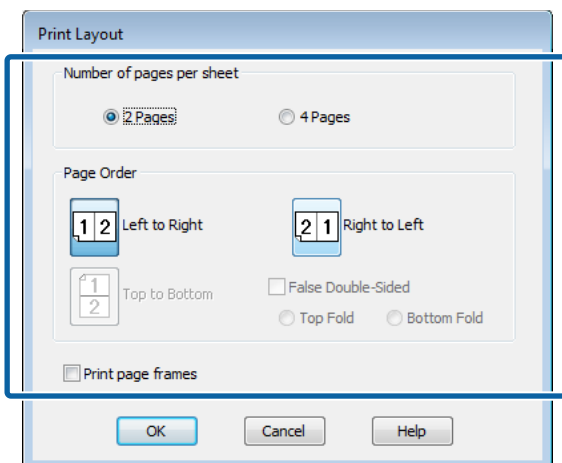 Print Layout
Number of pages per sheet
2 Pages 4 Pages
Page Order
1 2 Left to Right 2 1 Right to Left
1
2
Top to Bottom False Double-Sided
Top Fold Bottom Fold
Print page frames
OK Cancel Help